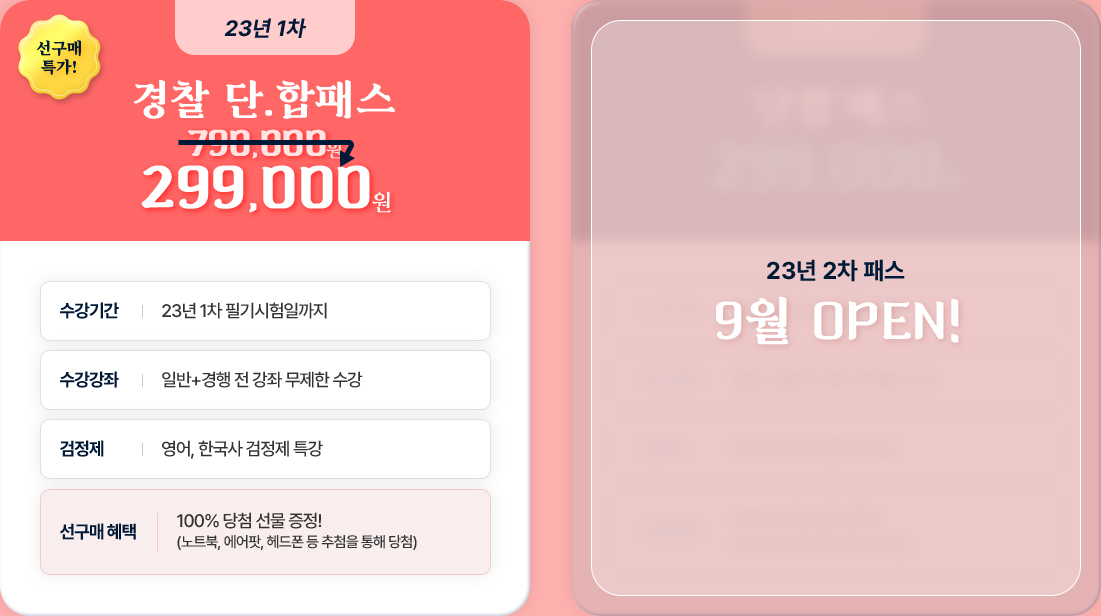 23년 1차
선구매
특가!
경찰 단.합패스
790,000원
299,000원
수강기간 23년 1차 필기시험일까지
수강강좌 일반+경행 전 강좌 무제한 수강
검정제 영어, 한국사 검정제 특강
선구매 혜택 100% 당첨 선물 증정!
(노트북, 에어팟, 헤드폰 등 추첨을 통해 당첨)
23년 2차 패스
9월 OPEN!